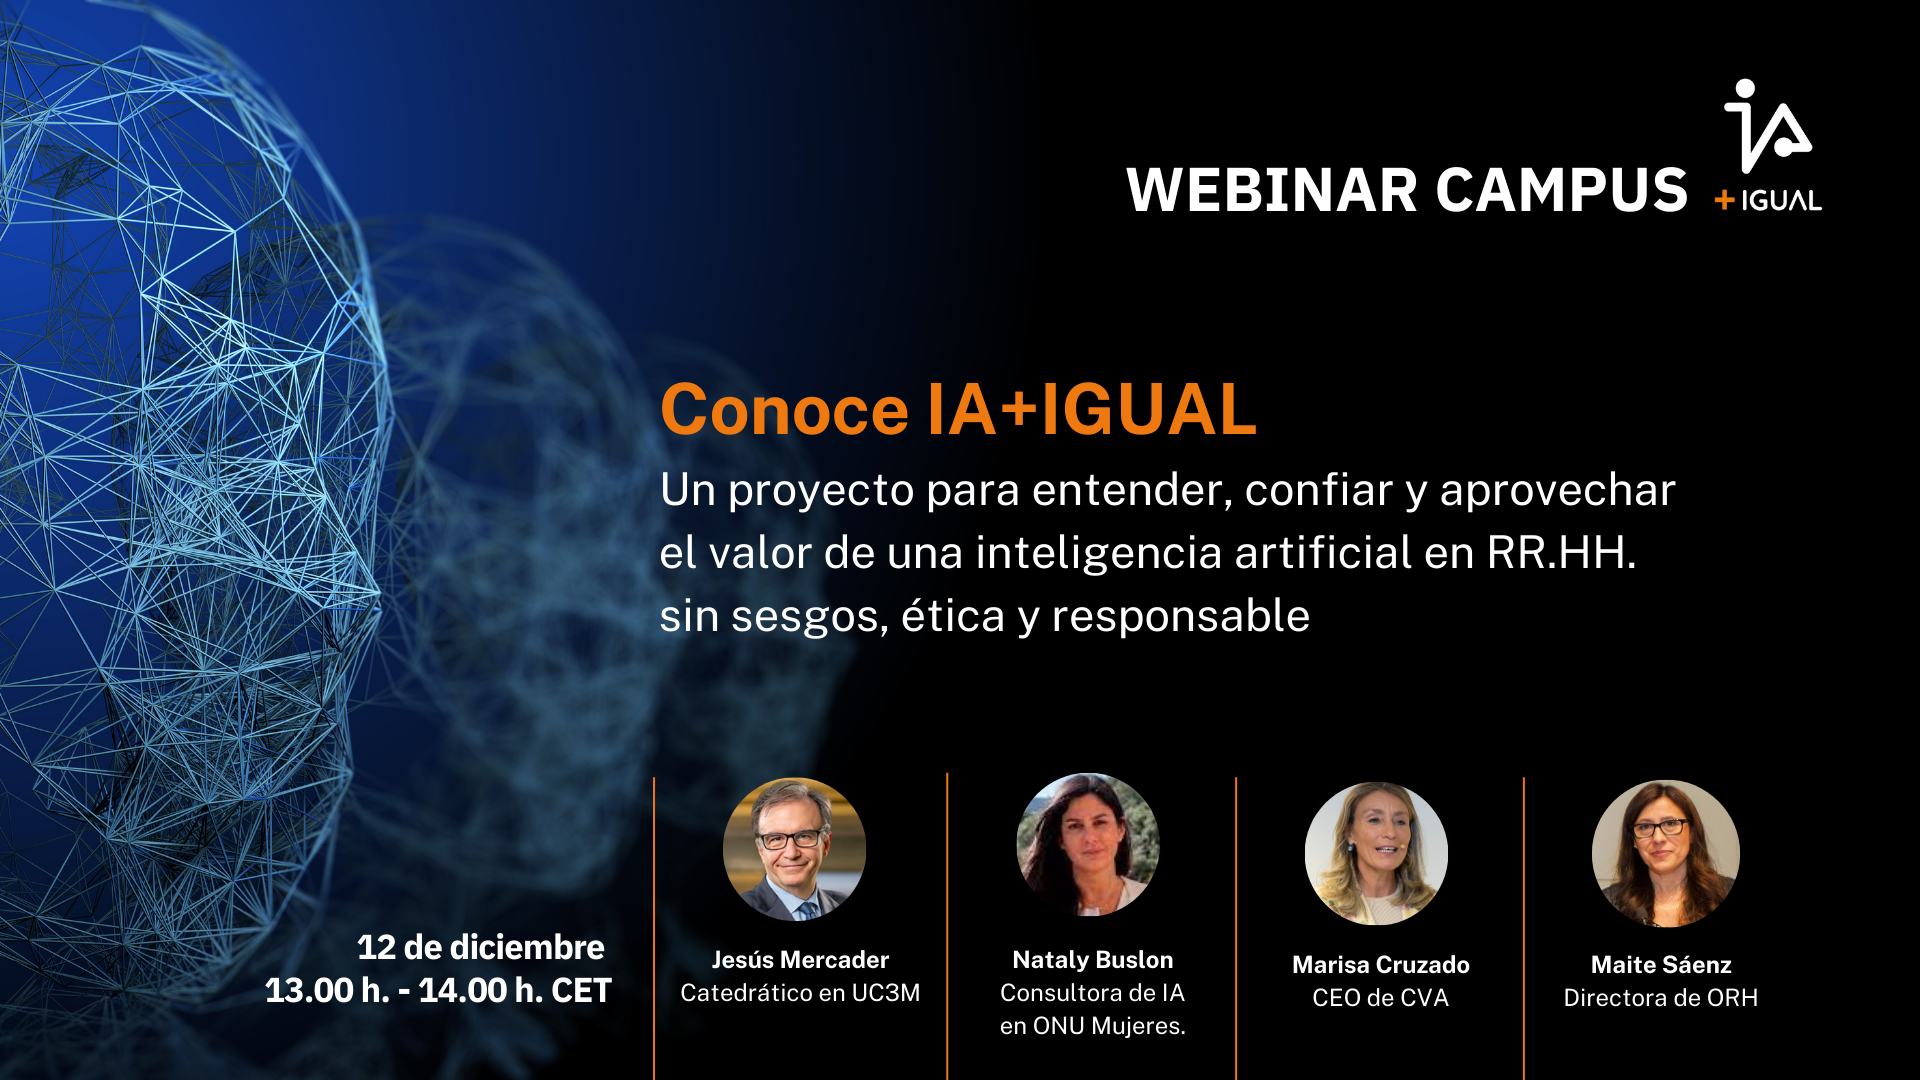 WEBINAR CAMPUS
iA
+ IGUAL
Conoce IA+IGUAL
Un proyecto para entender, confiar y aprovechar
el valor de una inteligencia artificial en RR.HH.
sin sesgos, ética y responsable
12 de diciembre
13.00 h. - 14.00 h. CET
Jesús Mercader
Catedrático en UC3M
Nataly Buslon
Consultora de IA
en ONU Mujeres.
Marisa Cruzado
CEO de CVA
Maite Sáenz
Directora de ORH